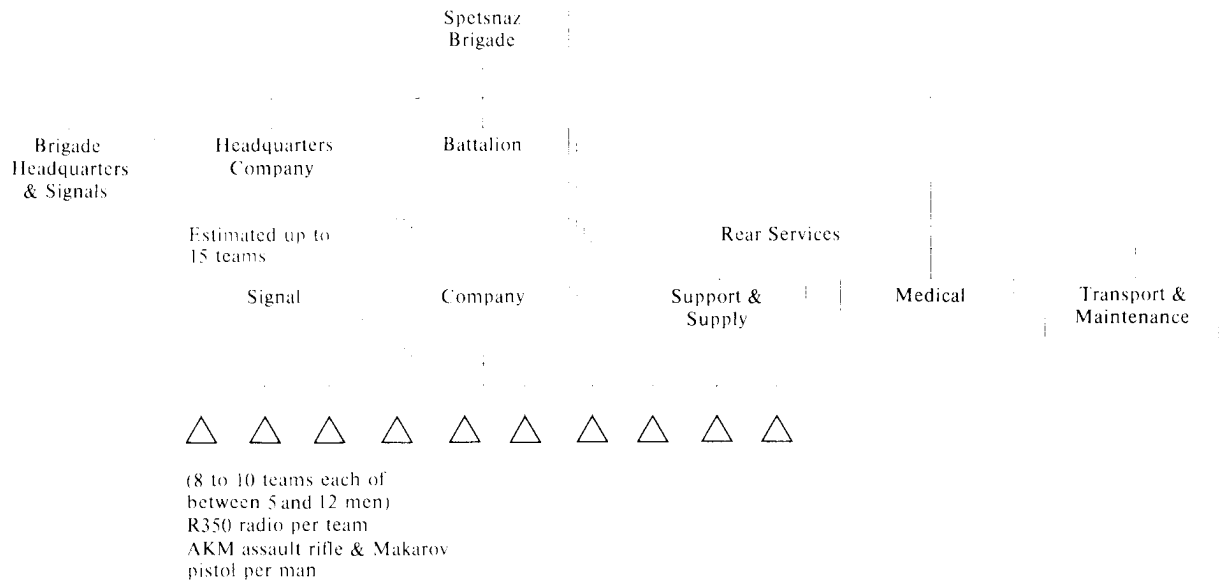 Spetsnaz
Brigade
Brigade
Headquarters
& Signals
Headquarters
Company
Battalion
Estimated up to
15 teams
Rear Services
Signal
Company
Support &
Supply
Medical
Transport &
Maintenance
(8 to 10 teams each of
between 5 and 12 men)
R350 radio per team
AKM assault rifle & Makarov
pistol per man